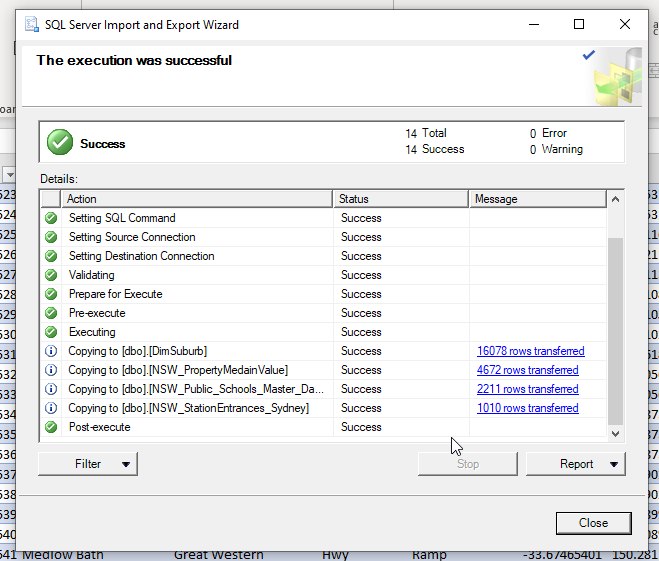 SQL Server Import and Export Wizard
The execution was successful
Success
14 Total 0 Error
14 Success 0 Warning
Details:
Action Status Message
Setting SQL Command Success
Setting Source Connection Success
Setting Destination Connection Success
Validating Success
Prepare for Execute Success
Pre-execute Success
Executing Success
Copying to [dbo].[DimSuburb] Success 16078 rows transferred
Copying to [dbo].[NSW_PropertyMedainValue] Success 4672 rows transferred
Copying to [dbo].[NSW_Public_Schools_Master_Da... Success 2211 rows transferred
Copying to [dbo].[NSW_StationEntrances_Sydney] Success 1010 rows transferred
Post-execute Success
Filter Stop Report
Close
541 Medlow Bath Great Western Hwy Ramp -33.67465401 150.281